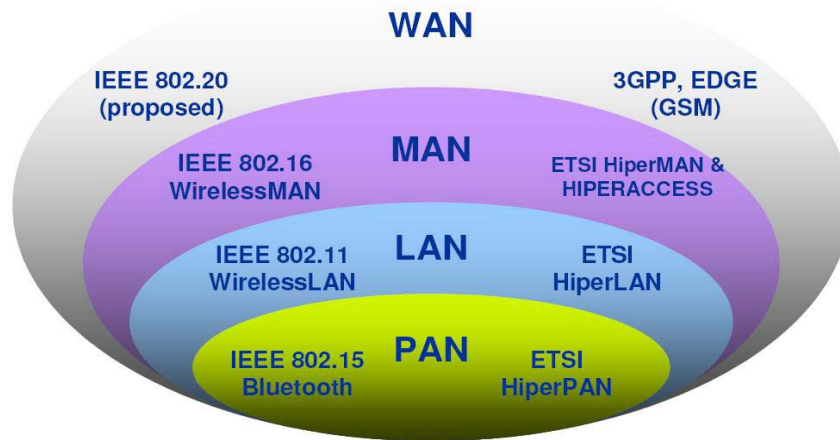 WAN
IEEE 802.20
(proposed)
3GPP, EDGE
(GSM)
MAN
IEEE 802.16
WirelessMAN
ETSI HiperMAN &
HIPERACCESS
LAN
IEEE 802.11
WirelessLAN
ETSI
HiperLAN
PAN
IEEE 802.15
Bluetooth
ETSI
HiperPAN